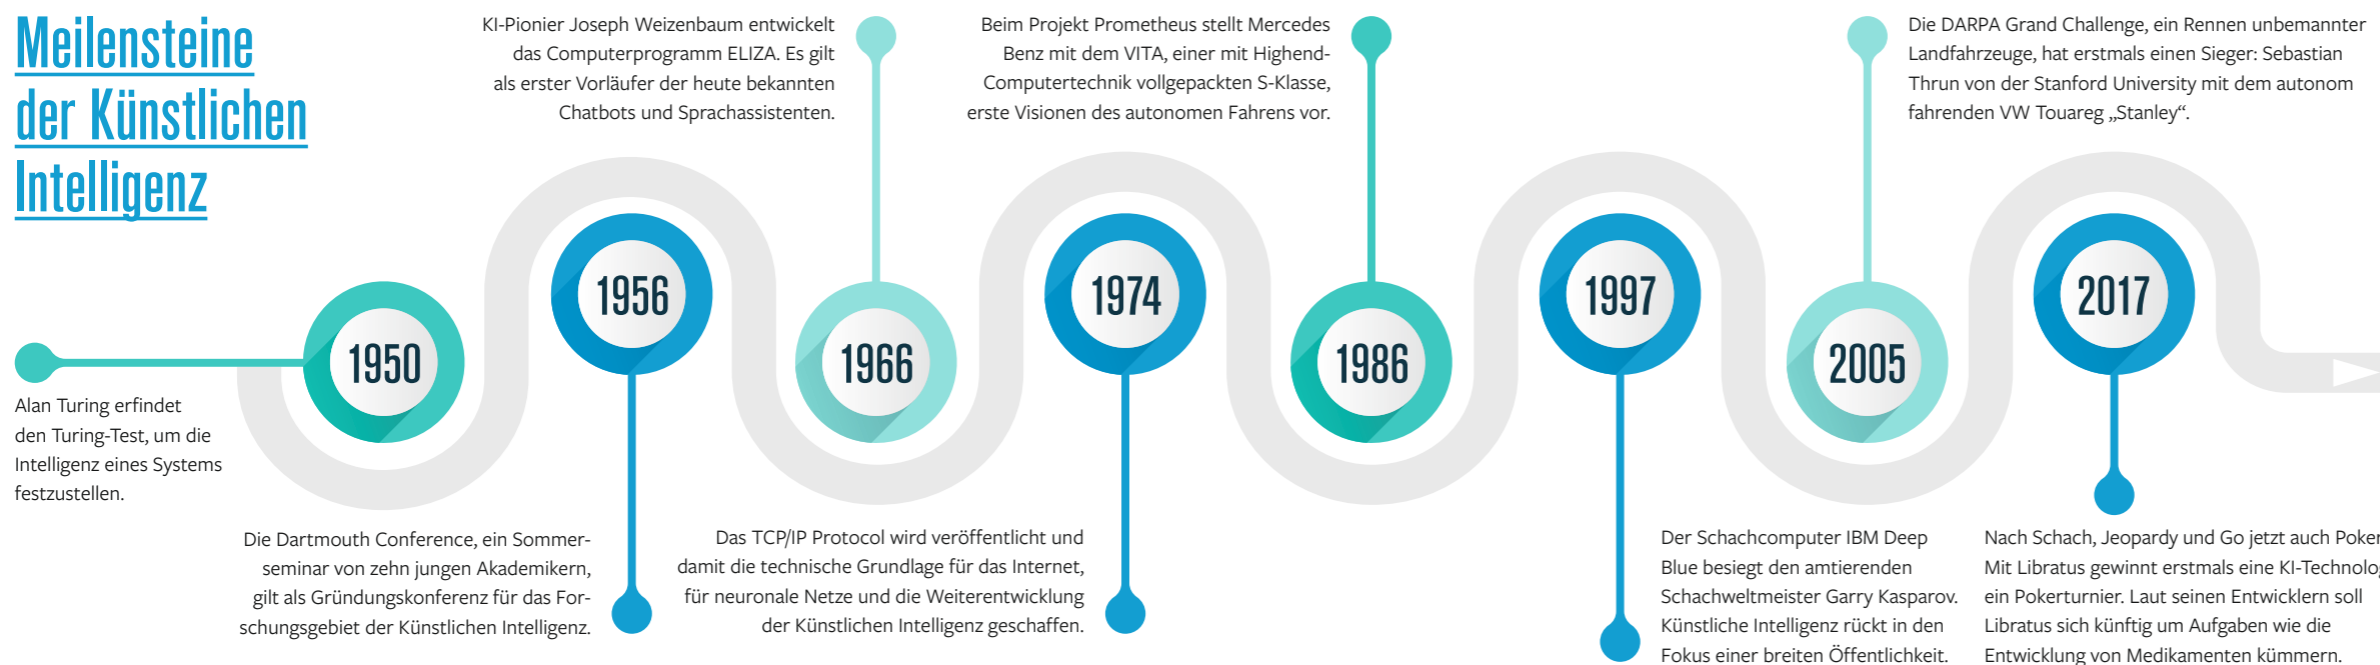 Meilensteine
der Künstlichen
Intelligenz
1950
Alan Turing erfindet
den Turing-Test, um die
Intelligenz eines Systems
festzustellen.
1956
Die Dartmouth Conference, ein Sommer-
seminar von zehn jungen Akademikern,
gilt als Gründungskonferenz für das For-
schungsgebiet der Künstlichen Intelligenz.
KI-Pionier Joseph Weizenbaum entwickelt
das Computerprogramm ELIZA. Es gilt
als erster Vorläufer der heute bekannten
Chatbots und Sprachassistenten.
1966
1974
Das TCP/IP Protocol wird veröffentlicht und
damit die technische Grundlage für das Internet,
für neuronale Netze und die Weiterentwicklung
der Künstlichen Intelligenz geschaffen.
Beim Projekt Prometheus stellt Mercedes
Benz mit dem VITA, einer mit Highend-
Computertechnik vollgepackten S-Klasse,
erste Visionen des autonomen Fahrens vor.
1986
1997
Der Schachcomputer IBM Deep
Blue besiegt den amtierenden
Schachweltmeister Garry Kasparov.
Künstliche Intelligenz rückt in den
Fokus einer breiten Öffentlichkeit.
Die DARPA Grand Challenge, ein Rennen unbemannter
Landfahrzeuge, hat erstmals einen Sieger: Sebastian
Thrun von der Stanford University mit dem autonom
fahrenden VW Touareg „Stanley“.
2005
2017
Nach Schach, Jeopardy und Go jetzt auch Poker
Mit Libratus gewinnt erstmals eine KI-Technolog
ein Pokerturnier. Laut seinen Entwicklern soll
Libratus sich künftig um Aufgaben wie die
Entwicklung von Medikamenten kümmern.